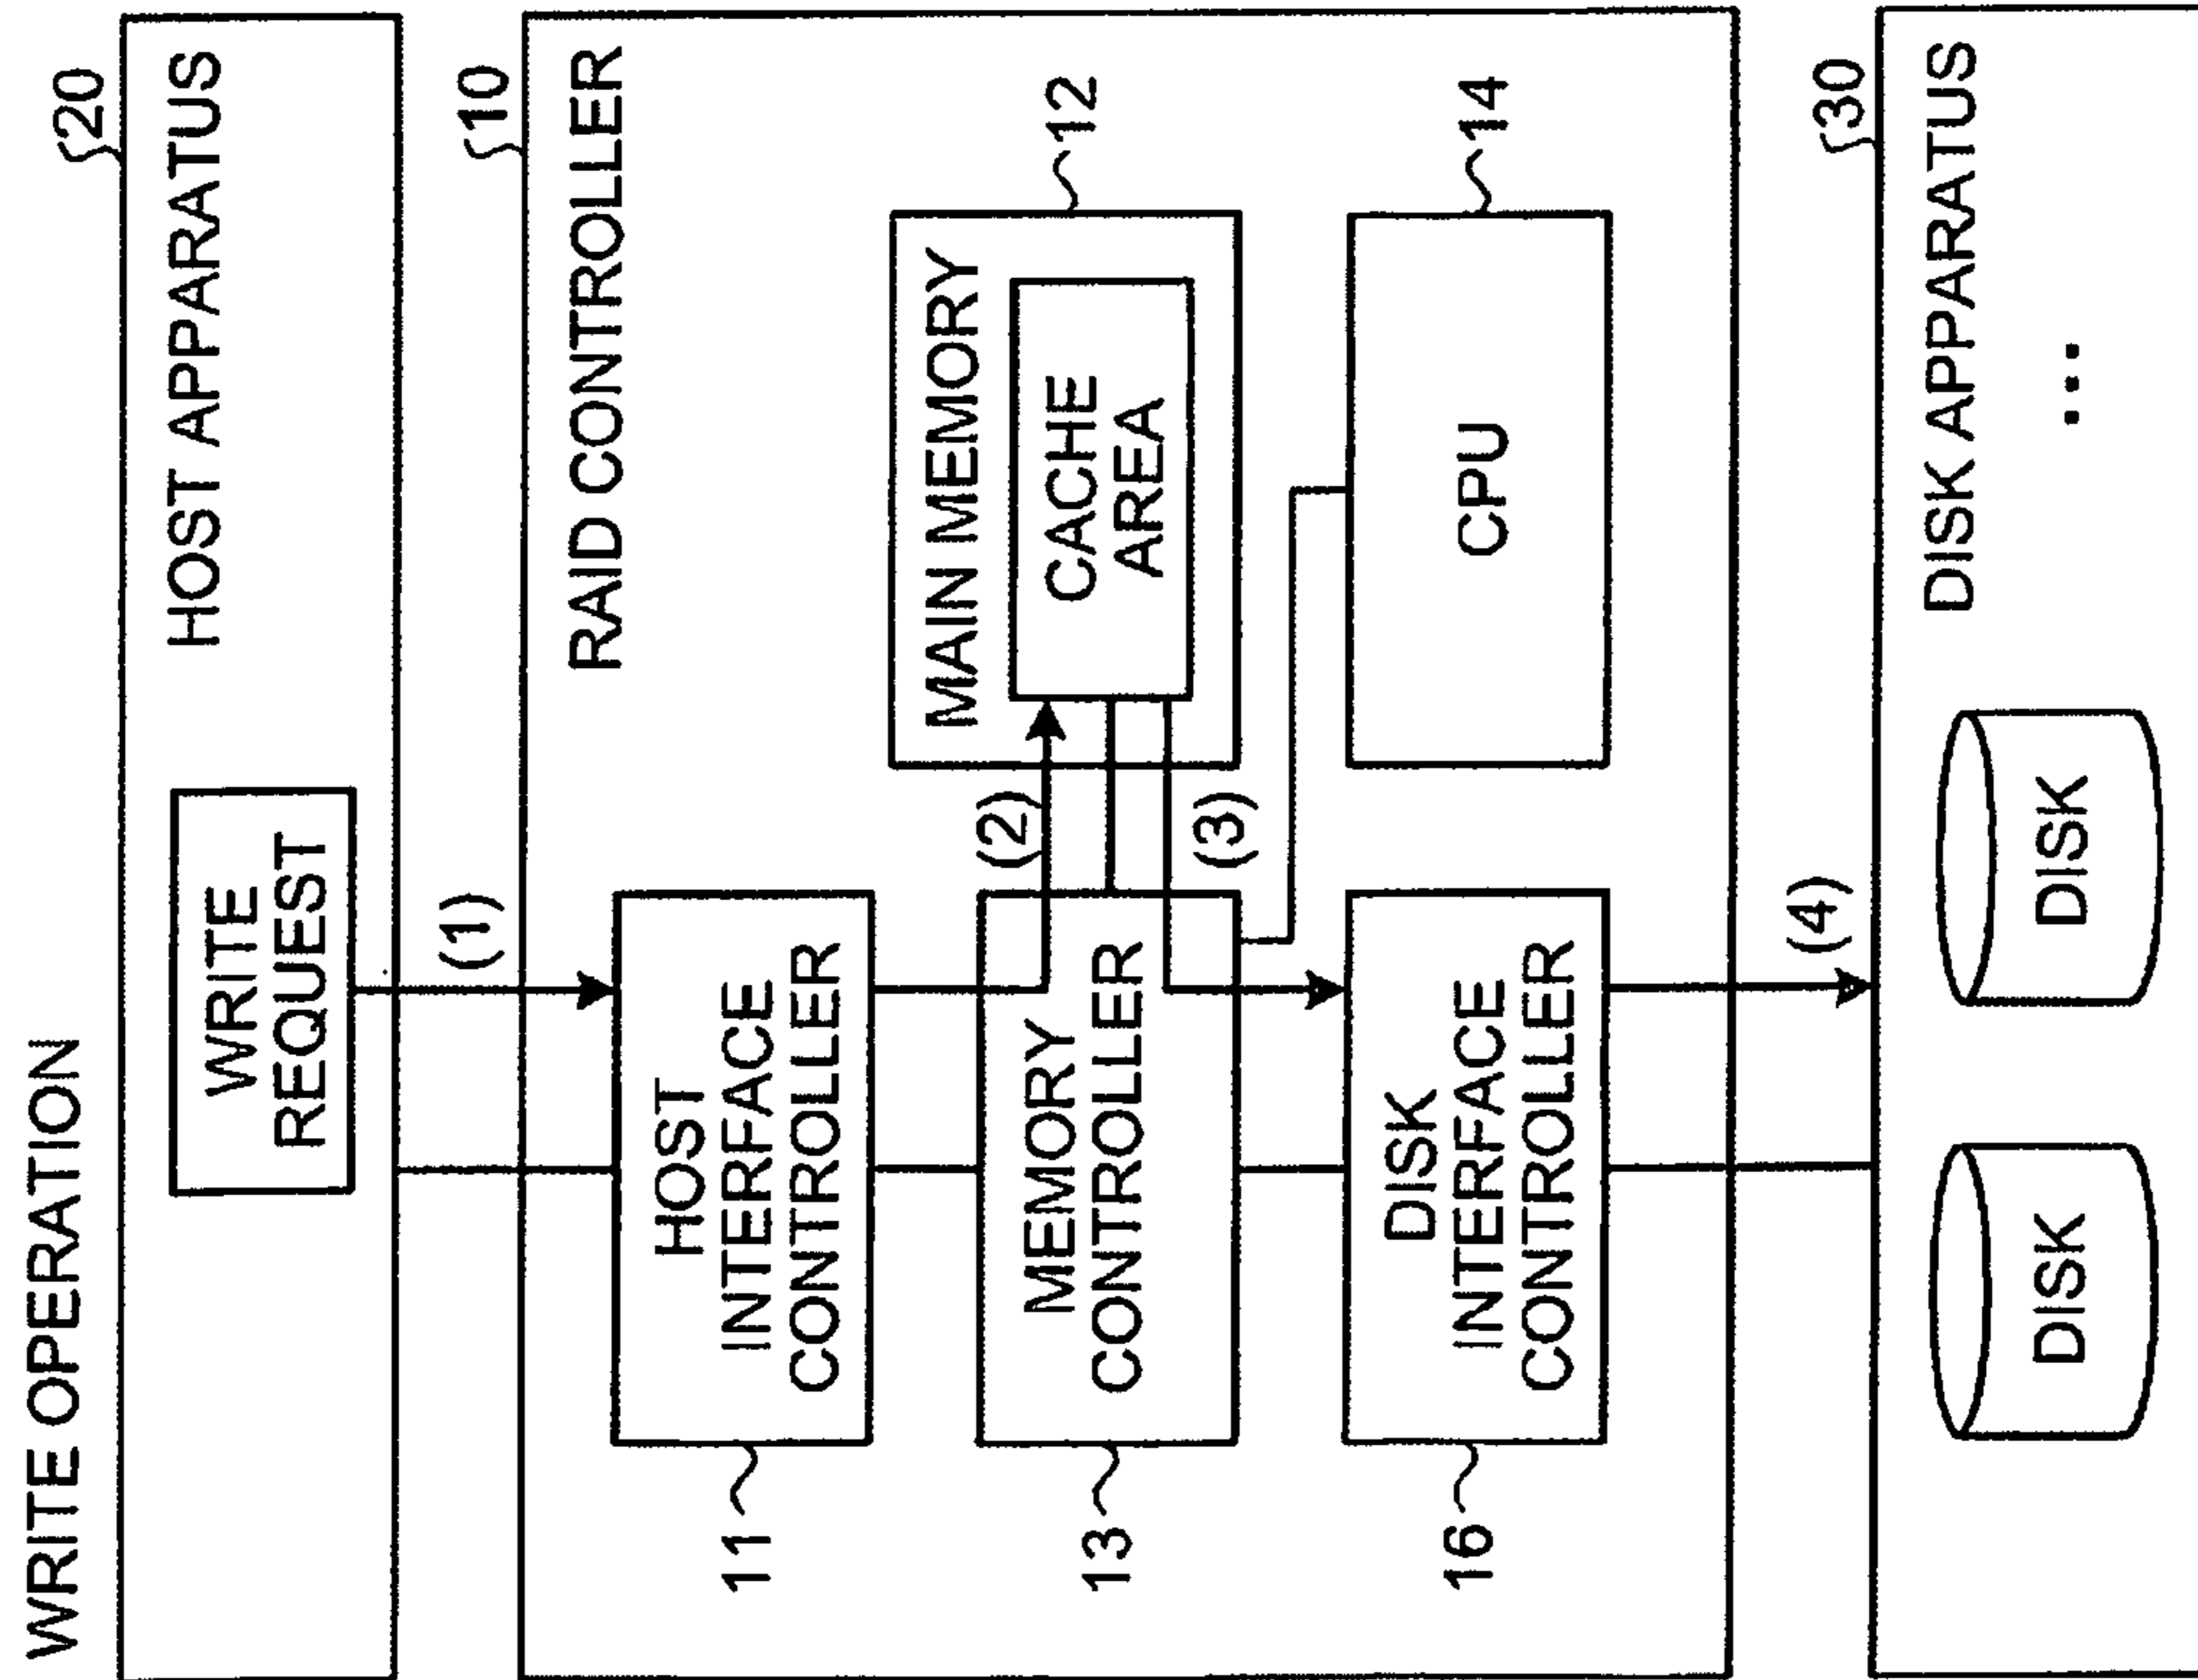 WRITE OPERATION
20
HOST APPARATUS
WRITE
REQUEST
(1)
10
RAID CONTROLLER
11
HOST
INTERFACE
CONTROLLER
12
MAIN MEMORY
CACHE
AREA
(2)
13
MEMORY
CONTROLLER
(3)
14
CPU
16
DISK
INTERFACE
CONTROLLER
(4)
30
DISK APPARATUS
DISK
DISK
...